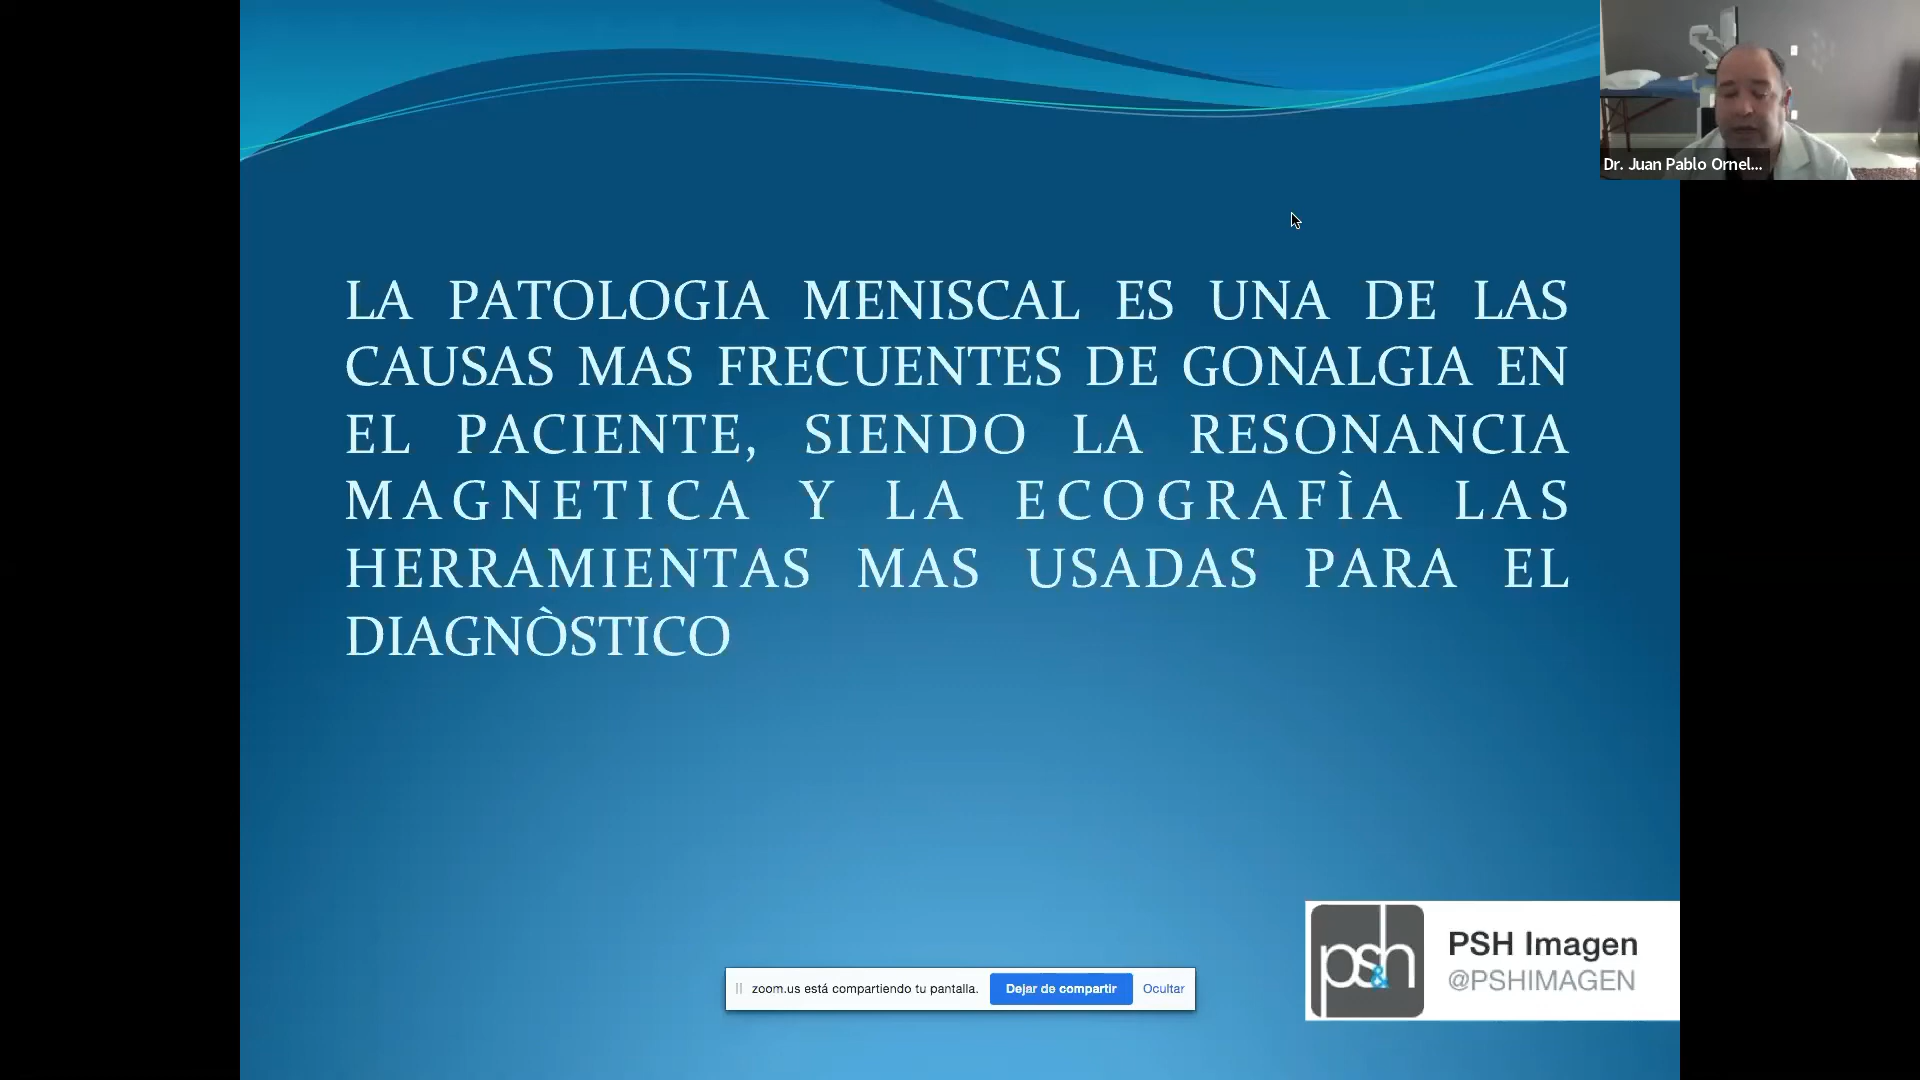 Dr. Juan Pablo Ornel...
LA PATOLOGIA MENISCAL ES UNA DE LAS
CAUSAS MAS FRECUENTES DE GONALGIA EN
EL PACIENTE, SIENDO LA RESONANCIA
MAGNETICA Y LA ECOGRAFÌA LAS
HERRAMIENTAS MAS USADAS PARA EL
DIAGNÒSTICO
ps&h
PSH Imagen
@PSHIMAGEN
zoom.us está compartiendo tu pantalla. Dejar de compartir Ocultar